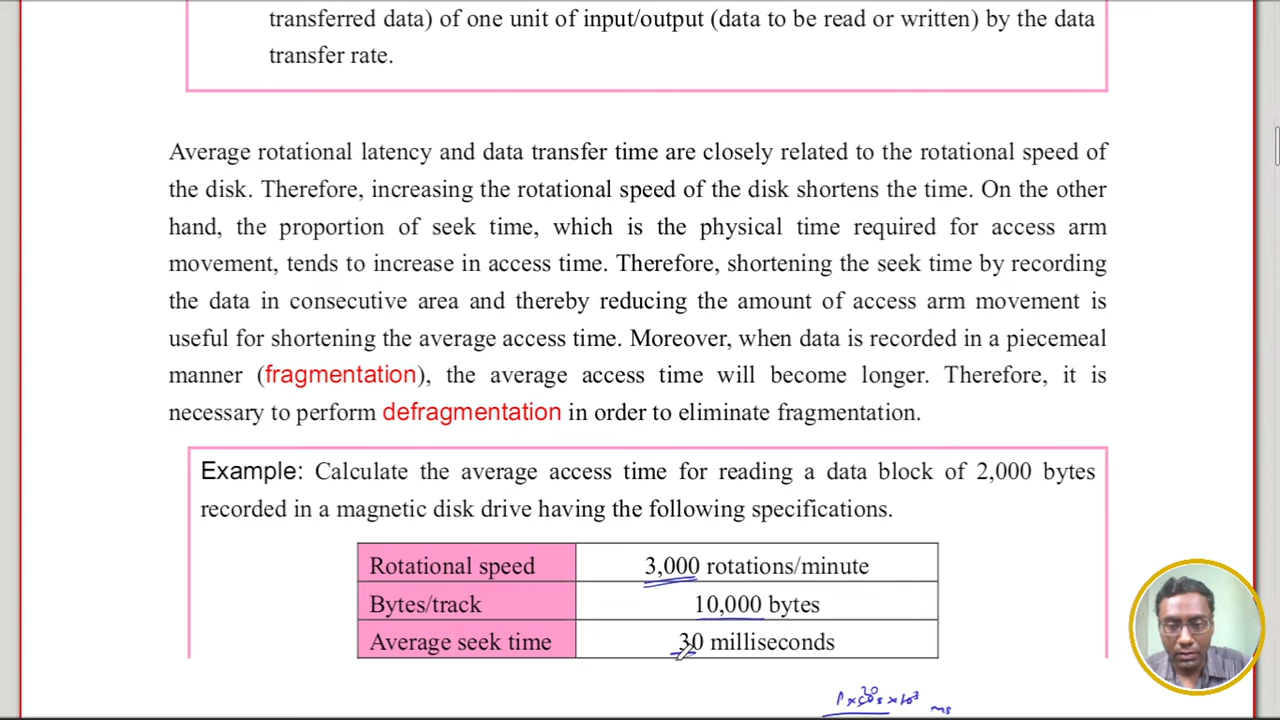 transferred data) of one unit of input/output (data to be read or written) by the data
transfer rate.
Average rotational latency and data transfer time are closely related to the rotational speed of
the disk. Therefore, increasing the rotational speed of the disk shortens the time. On the other
hand, the proportion of seek time, which is the physical time required for access arm
movement, tends to increase in access time. Therefore, shortening the seek time by recording
the data in consecutive area and thereby reducing the amount of access arm movement is
useful for shortening the average access time. Moreover, when data is recorded in a piecemeal
manner (fragmentation), the average access time will become longer. Therefore, it is
necessary to perform defragmentation in order to eliminate fragmentation.
Example: Calculate the average access time for reading a data block of 2,000 bytes
recorded in a magnetic disk drive having the following specifications.
Rotational speed 3,000 rotations/minute
Bytes/track 10,000 bytes
Average seek time 30 milliseconds
ms